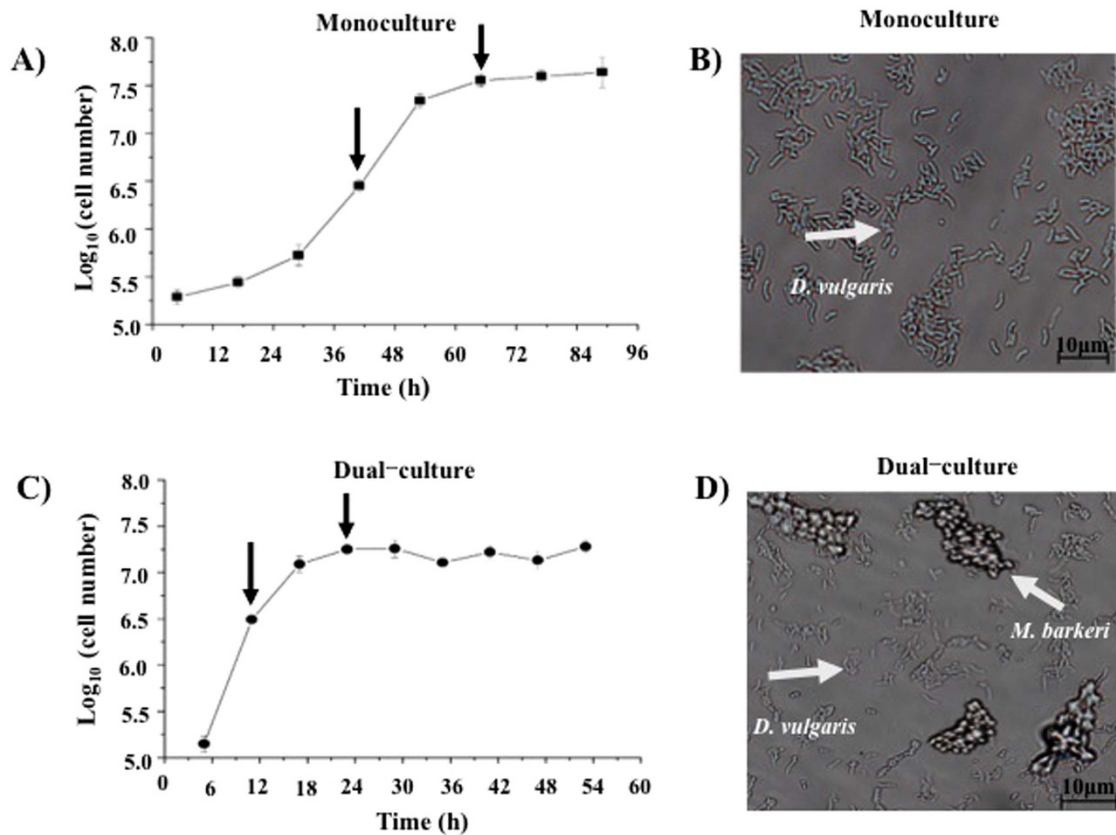 A)
Monoculture
Log₁₀ (cell number)
8.0
7.5
7.0
6.5
6.0
5.5
5.0
0 12 24 36 48 60 72 84 96
Time (h)
B)
Monoculture
D. vulgaris
10μm
C)
Dual-culture
Log₁₀ (cell number)
8.0
7.5
7.0
6.5
6.0
5.5
5.0
0 6 12 18 24 30 36 42 48 54 60
Time (h)
D)
Dual-culture
M. barkeri
D. vulgaris
10μm